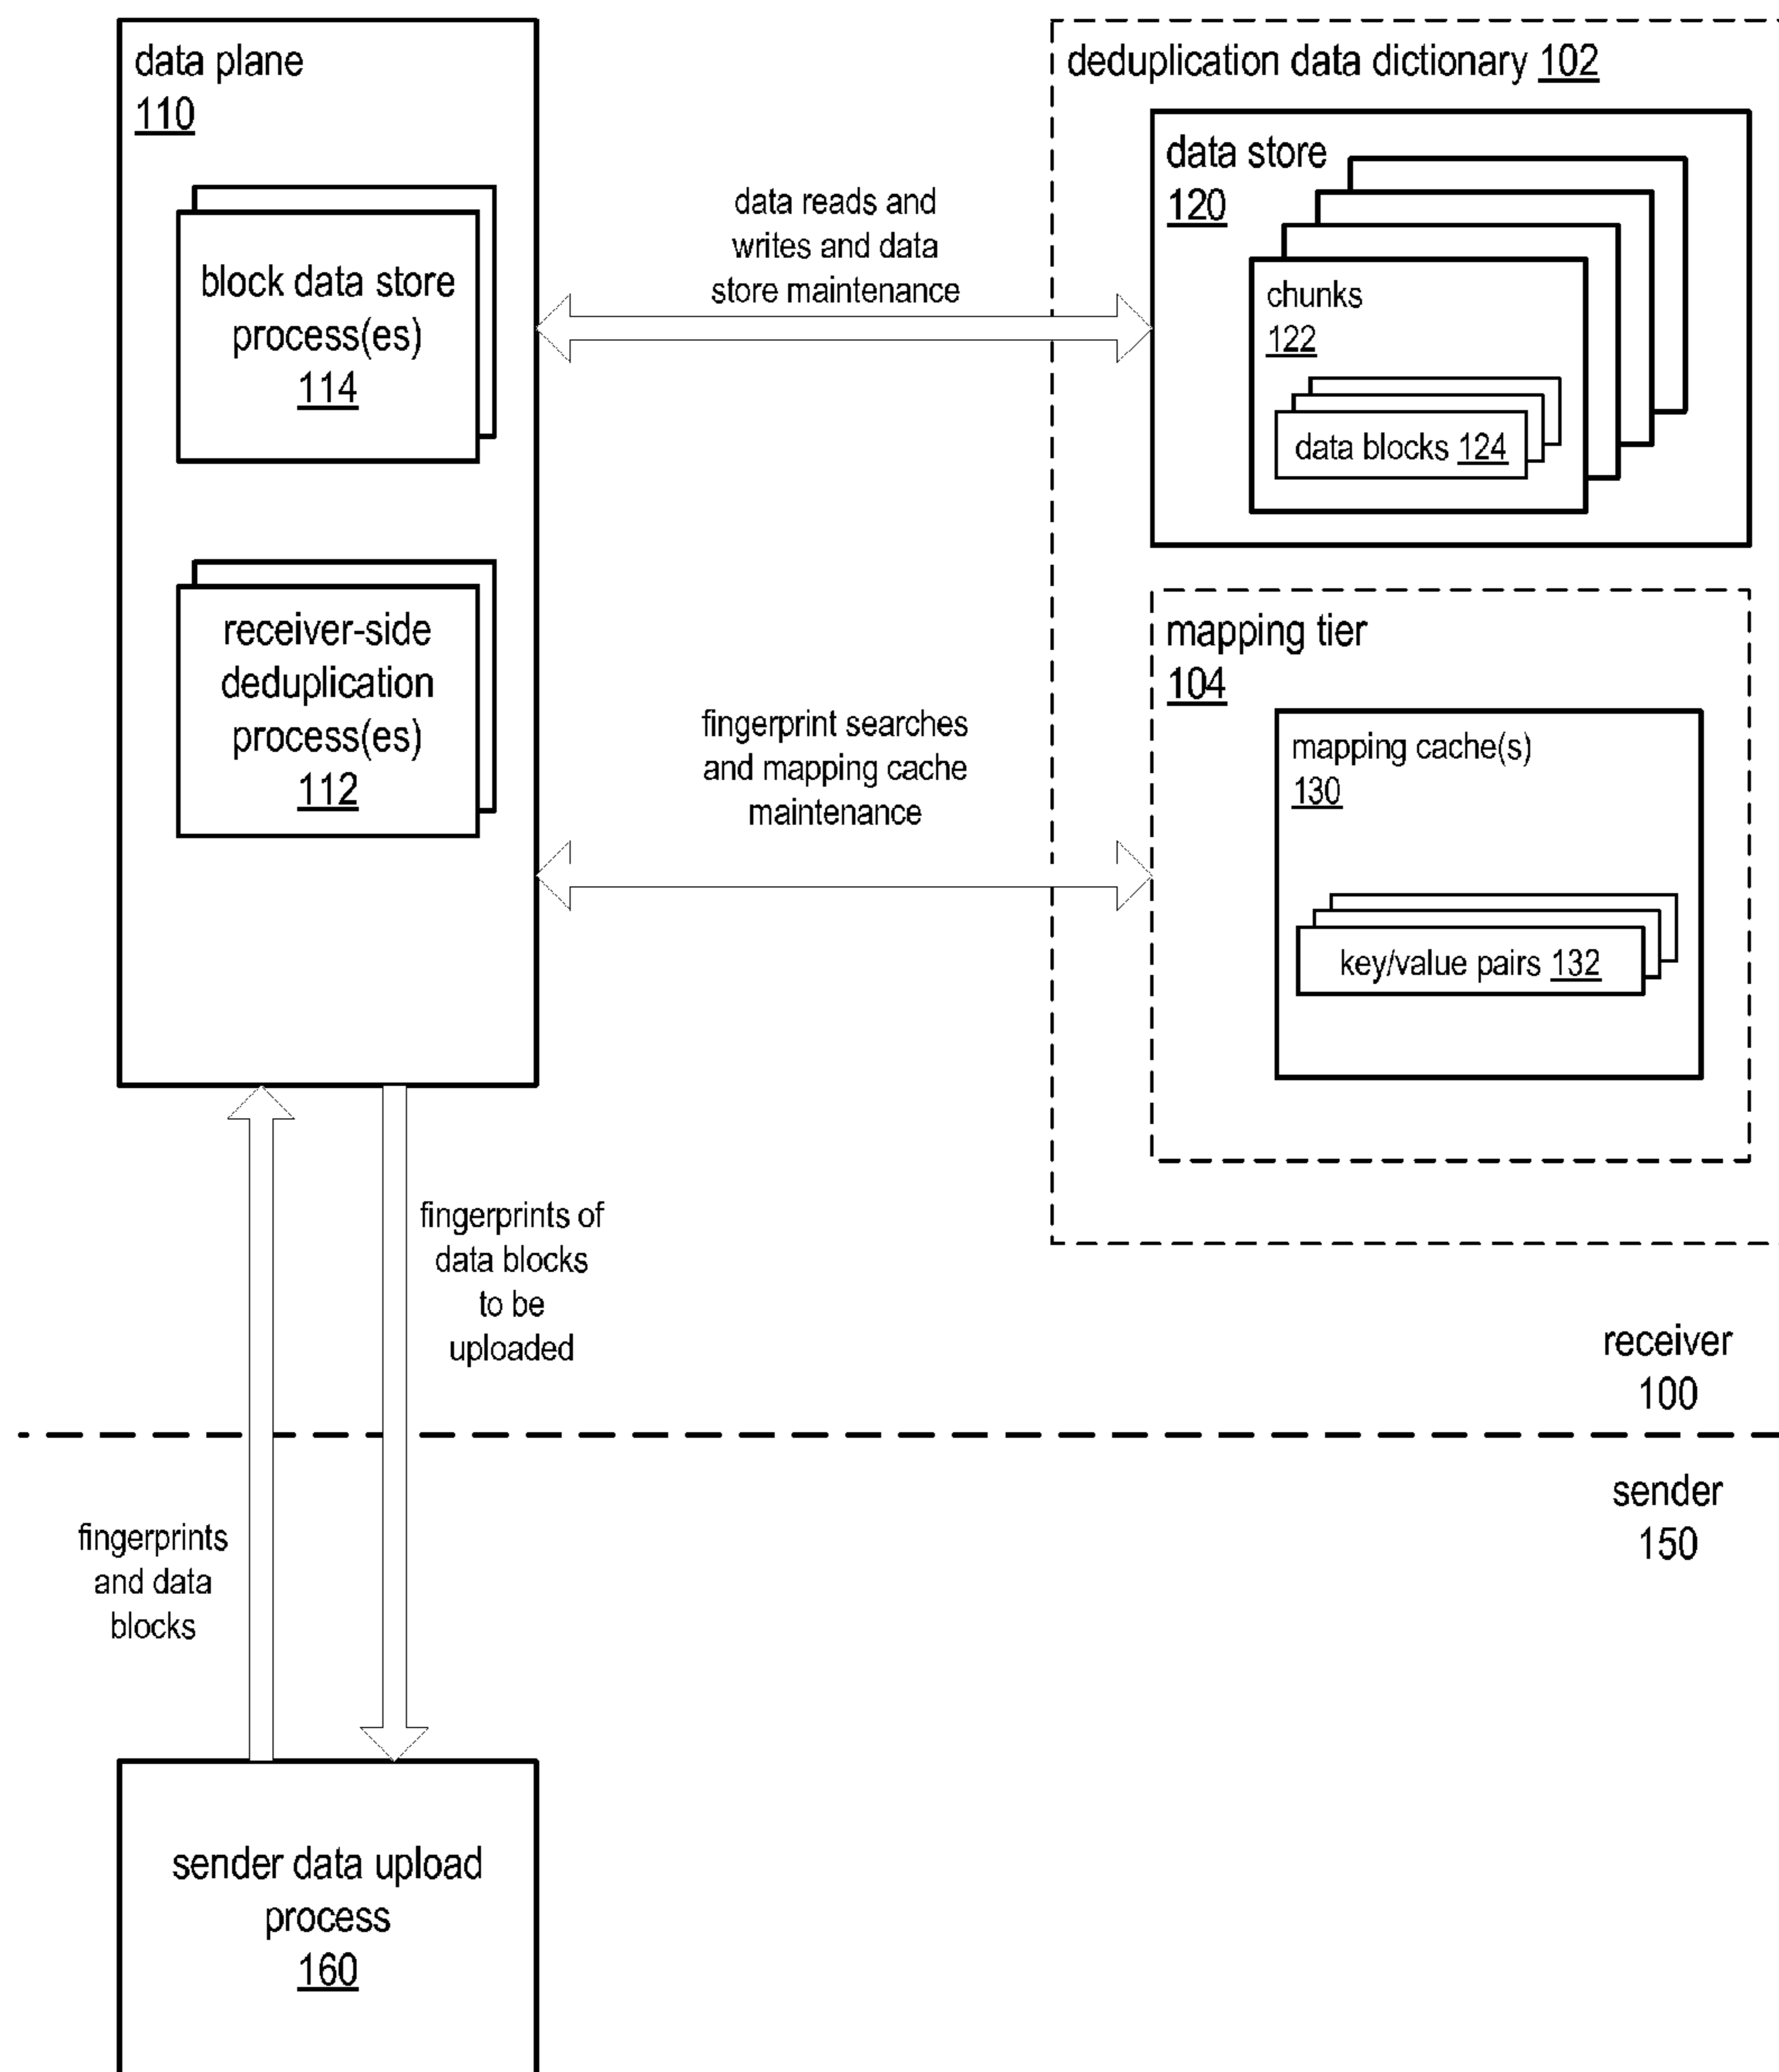 data plane
110
block data store
process(es)
114
receiver-side
deduplication
process(es)
112
data reads and
writes and data
store maintenance
fingerprint searches
and mapping cache
maintenance
deduplication data dictionary 102
data store
120
chunks
122
data blocks 124
mapping tier
104
mapping cache(s)
130
key/value pairs 132
fingerprints of
data blocks
to be
uploaded
receiver
100
sender
150
fingerprints
and data
blocks
sender data upload
process
160